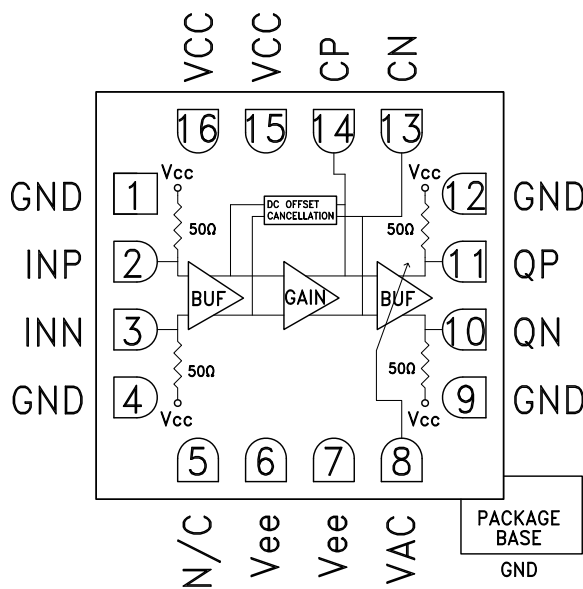 VCC
VCC
CP
CN
16
15
14
13
Vcc
Vcc
GND
1
DC OFFSET
CANCELLATION
12
GND
50Ω
50Ω
INP
2
11
QP
BUF
GAIN
BUF
INN
3
10
QN
50Ω
50Ω
GND
4
9
GND
Vcc
Vcc
5
6
7
8
N/C
Vee
Vee
VAC
PACKAGE
BASE
GND